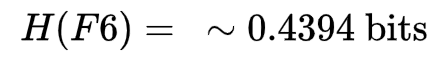 H(F6) = ∼ 0.4394 bits